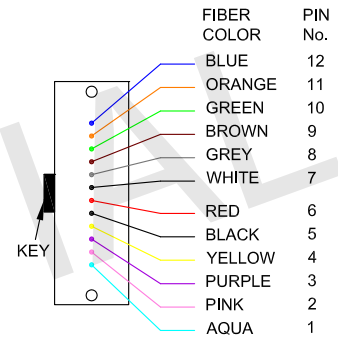 FIBER PIN
COLOR No.
BLUE 12
ORANGE 11
GREEN 10
BROWN 9
GREY 8
WHITE 7
RED 6
BLACK 5
KEY
YELLOW 4
PURPLE 3
PINK 2
AQUA 1
IAL